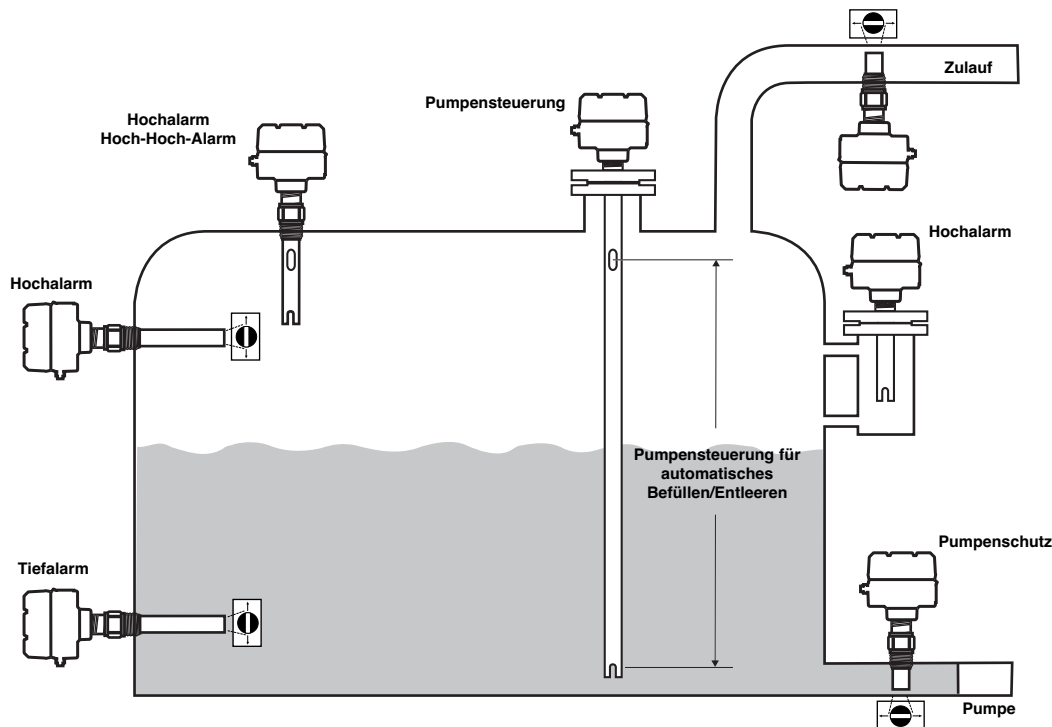 Zulauf
Pumpensteuerung
Hochalarm
Hoch-Hoch-Alarm
Hochalarm
Hochalarm
Pumpensteuerung für
automatisches
Befüllen/Entleeren
Pumpenschutz
Tiefalarm
Pumpe